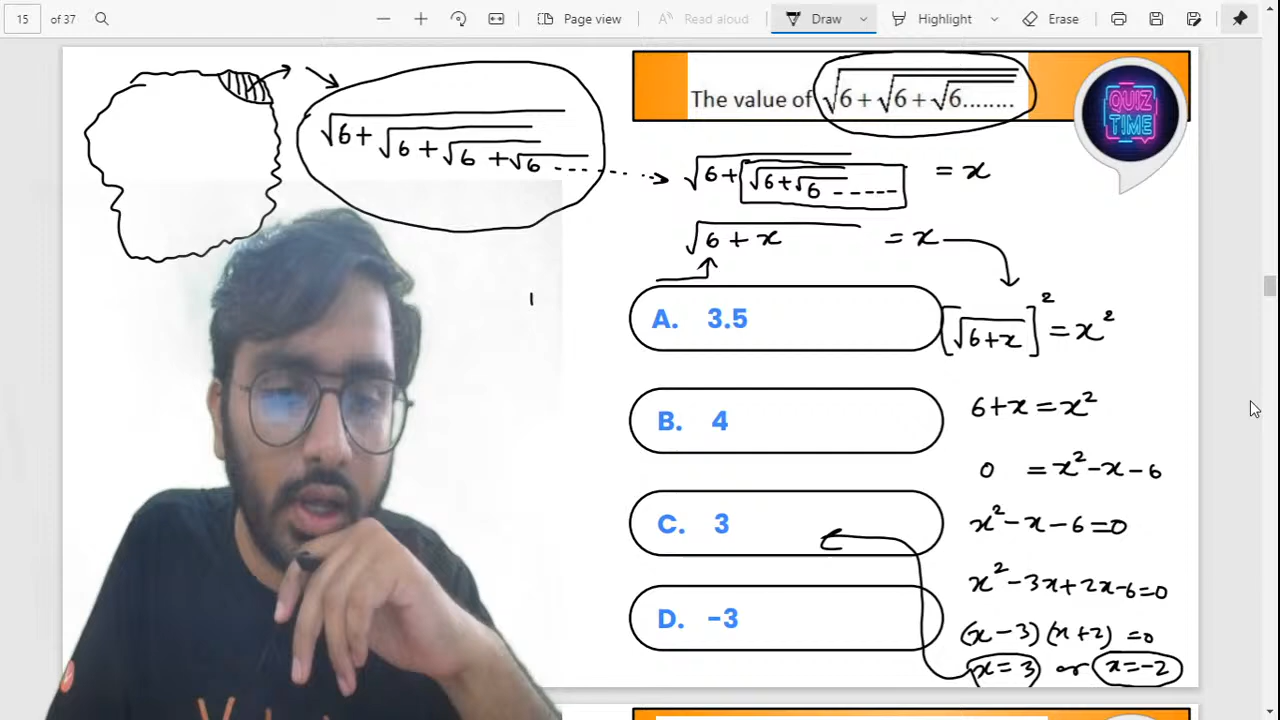 15 of 37
Page view
Read aloud
Draw
Highlight
Erase
The value of √6 + √6 + √6........
QUIZ TIME
√6 + √6 + √6 + √6 ----
√6 + √6 + √6 ----- = x
√6 + x = x
A. 3.5
[√6+x]² = x²
B. 4
6+x = x²
0 = x² - x - 6
C. 3
x² - x - 6 = 0
x² - 3x + 2x - 6 = 0
D. -3
(x - 3) (x + 2) = 0
x = 3 or x = -2